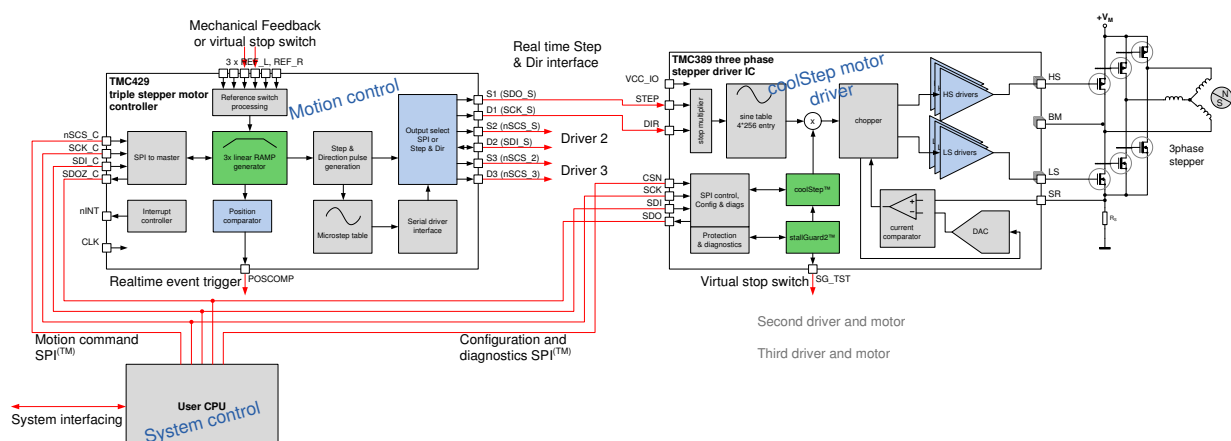 Mechanical Feedback
or virtual stop switch
3 x REF_L, REF_R
TMC429
triple stepper motor
controller
Motion control
Reference switch
processing
nSCS_C
SCK_C
SDI_C
SDOZ_C
SPI to master
3x linear RAMP
generator
Step &
Direction pulse
generation
Output select
SPI or
Step & Dir
nINT
Interrupt
controller
Position
comparator
Microstep table
Serial driver
interface
CLK
POSCOMP
Realtime event trigger
Real time Step
& Dir interface
S1 (SDO_S)
D1 (SCK_S)
S2 (nSCS_S)
D2 (SDI_S)
S3 (nSCS_2)
D3 (nSCS_3)
Driver 2
Driver 3
TMC389 three phase
stepper driver IC
coolStep motor
driver
VCC_IO
STEP
DIR
step multiplier
sine table
4*256 entry
x
chopper
HS drivers
LS drivers
HS
BM
LS
SR
CSN
SCK
SDI
SDO
SPI control,
Config & diags
Protection
& diagnostics
coolStep™
stallGuard2™
current
comparator
DAC
SG_TST
Virtual stop switch
+VM
RS
S
N
3phase
stepper
Second driver and motor
Third driver and motor
Motion command
SPI(TM)
Configuration and
diagnostics SPI(TM)
User CPU
System control
System interfacing